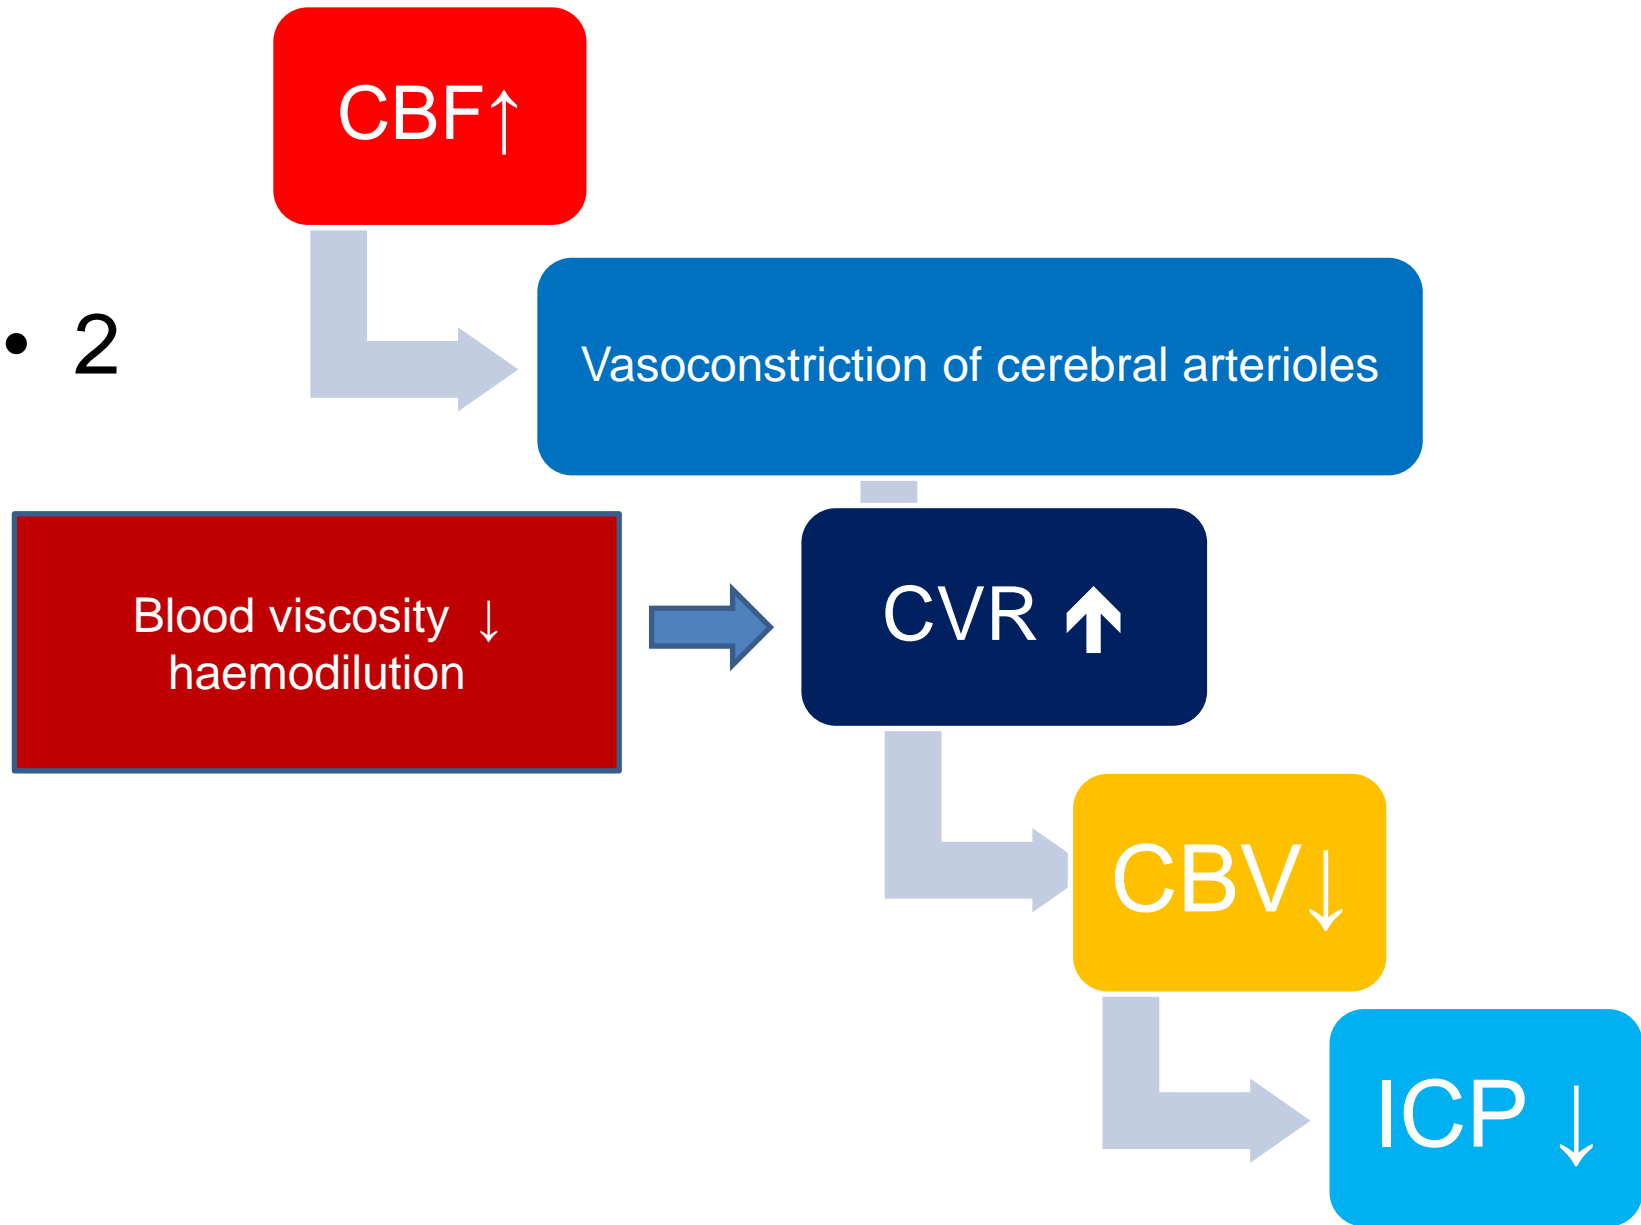 CBF↑
• 2
Vasoconstriction of cerebral arterioles
Blood viscosity ↓
haemodilution
CVR ↑
CBV↓
ICP ↓